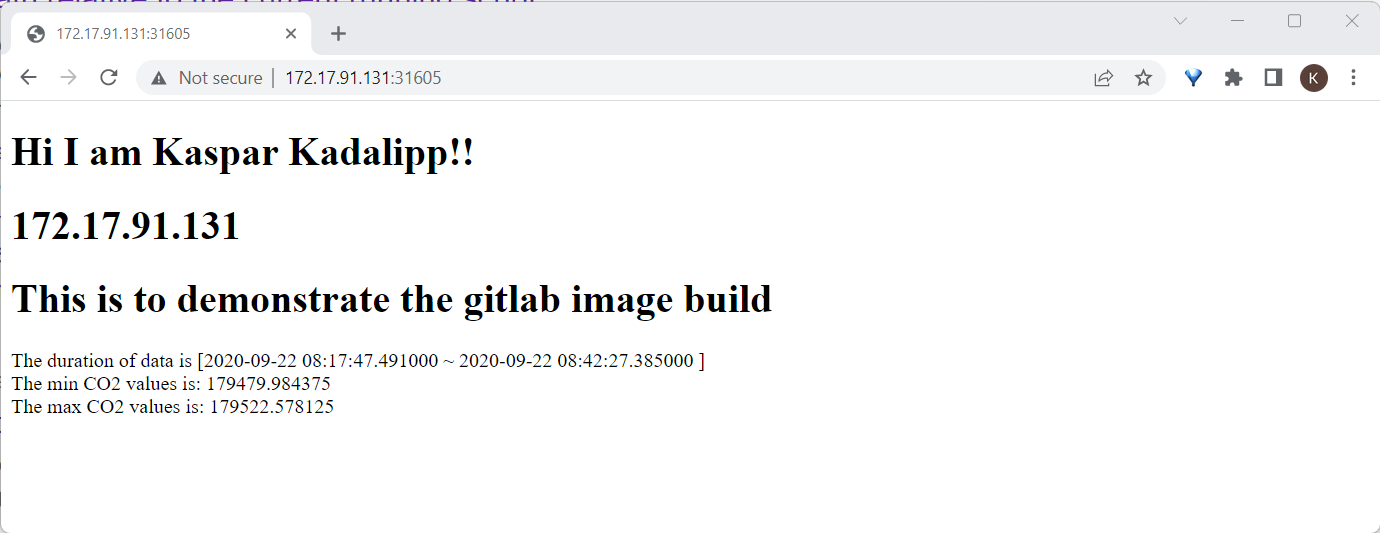 172.17.91.131:31605
Not secure | 172.17.91.131:31605
K
Hi I am Kaspar Kadalipp!!
172.17.91.131
This is to demonstrate the gitlab image build
The duration of data is [2020-09-22 08:17:47.491000 ~ 2020-09-22 08:42:27.385000 ]
The min CO2 values is: 179479.984375
The max CO2 values is: 179522.578125